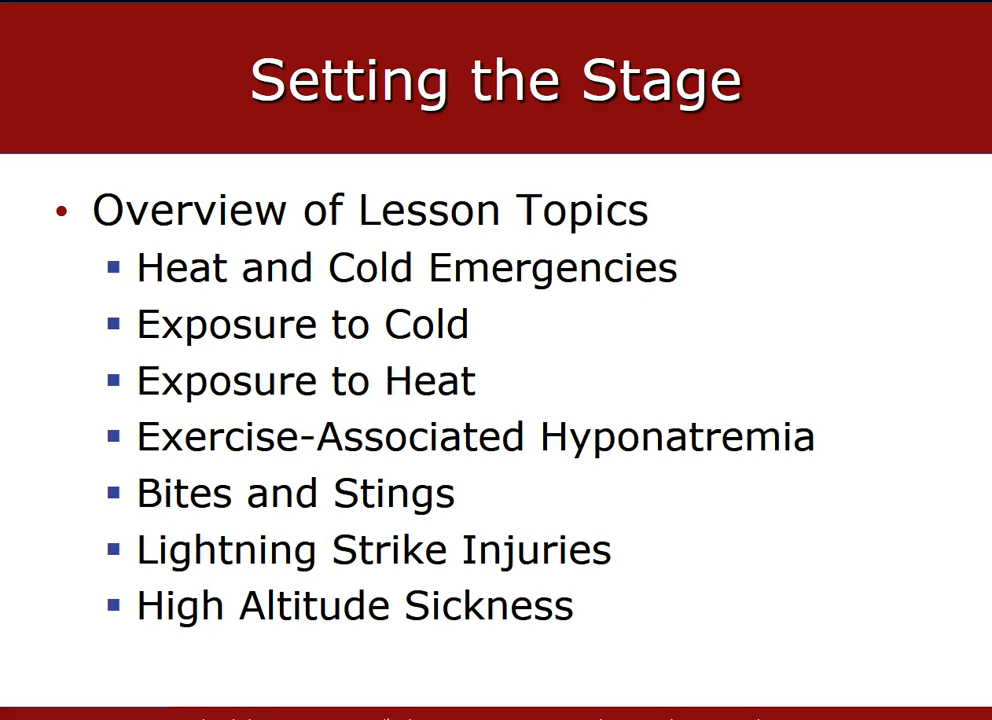 Setting the Stage
• Overview of Lesson Topics
▪ Heat and Cold Emergencies
▪ Exposure to Cold
▪ Exposure to Heat
▪ Exercise-Associated Hyponatremia
▪ Bites and Stings
▪ Lightning Strike Injuries
▪ High Altitude Sickness